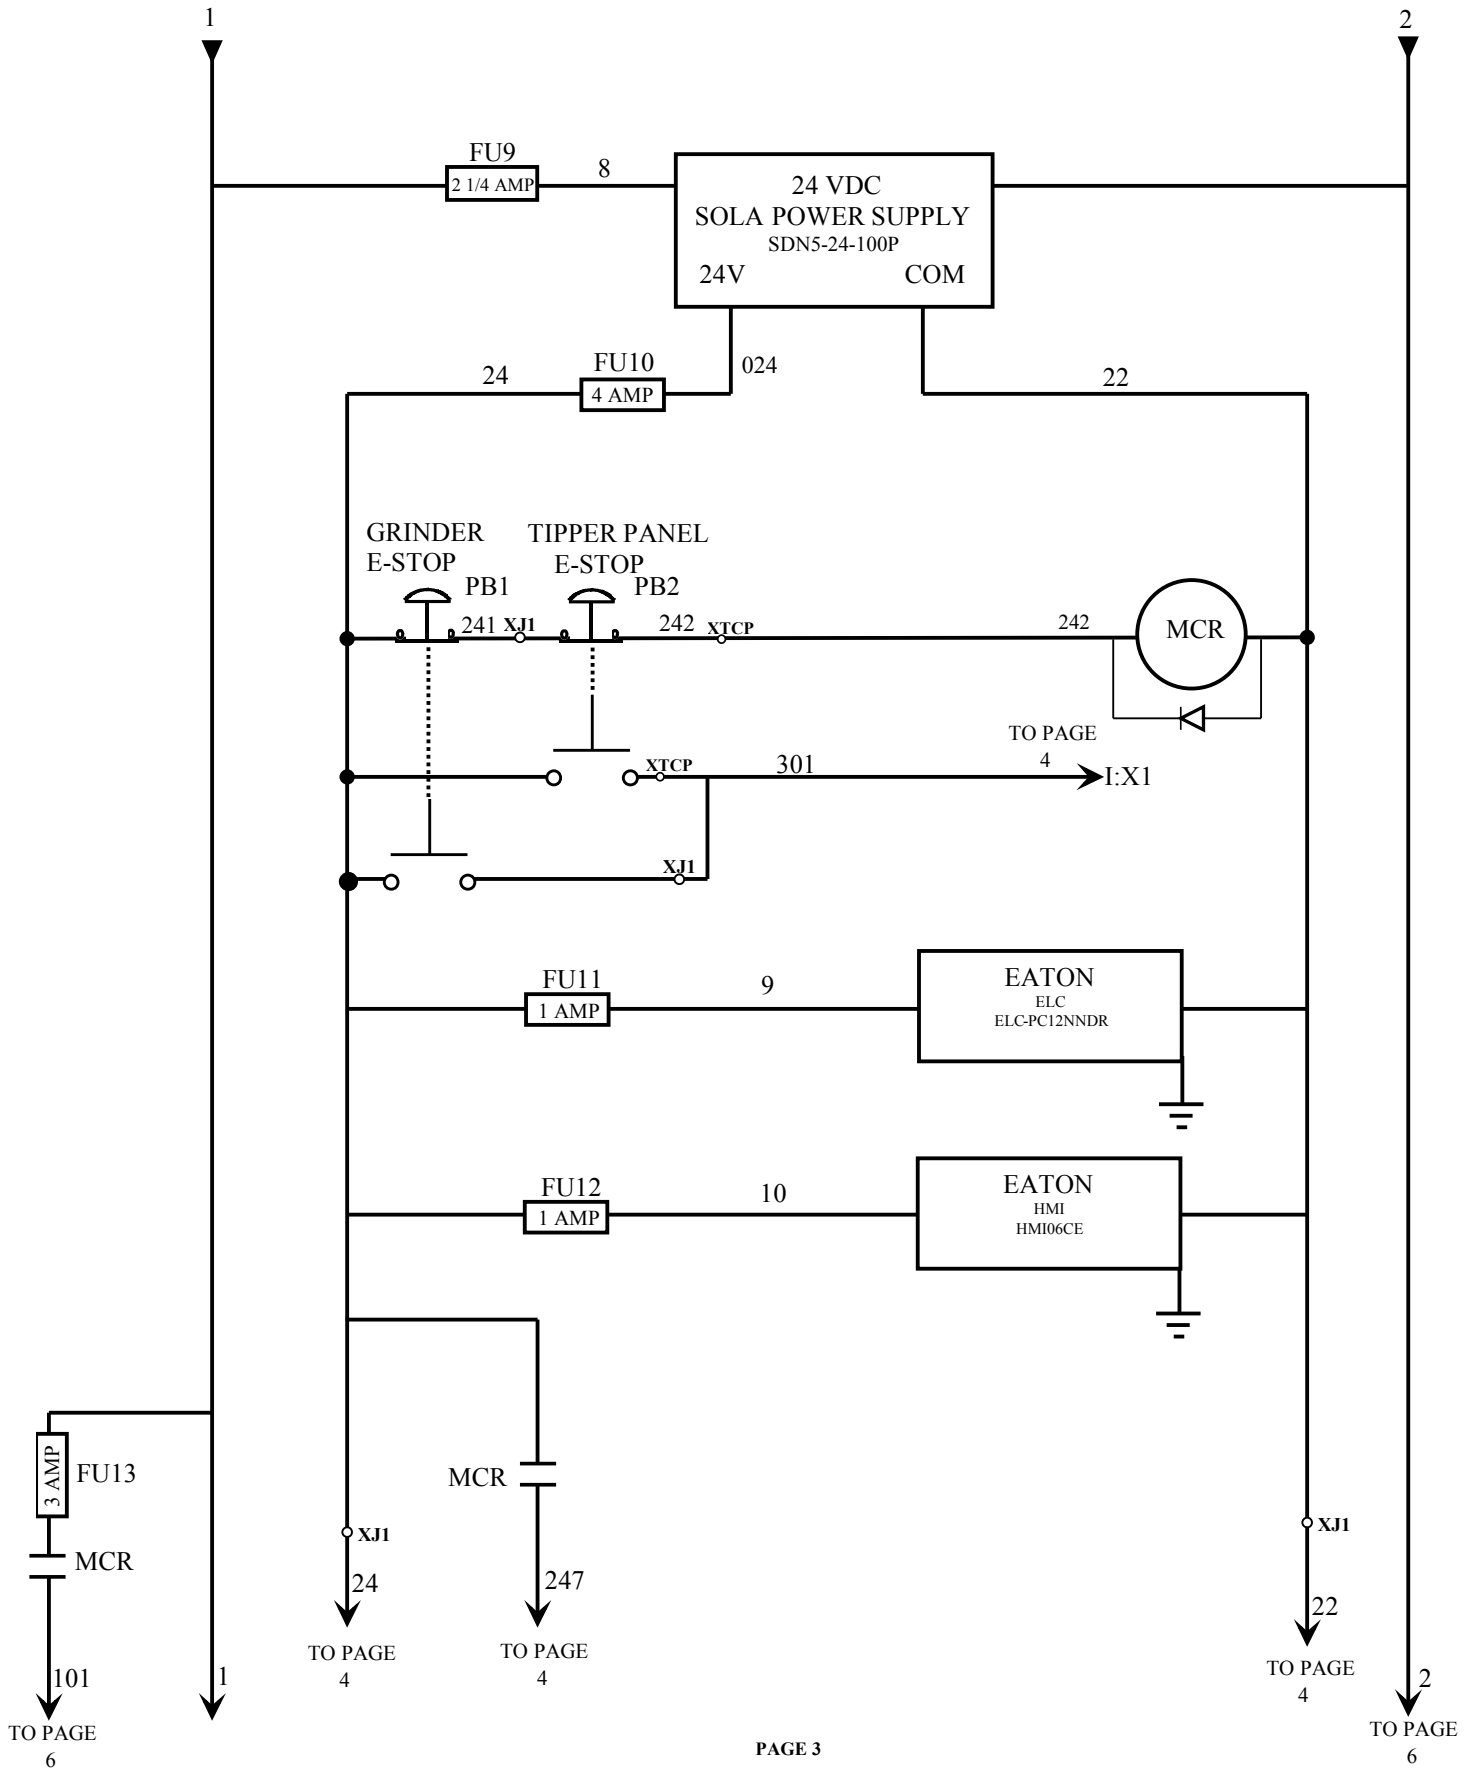 1
2
FU9
2 1/4 AMP
8
24 VDC
SOLA POWER SUPPLY
SDN5-24-100P
24V
COM
24
FU10
4 AMP
024
22
GRINDER
E-STOP
PB1
TIPPER PANEL
E-STOP
PB2
241
XJ1
242
XTCP
242
MCR
TO PAGE
4
XTCP
301
I:X1
XJ1
FU11
1 AMP
9
EATON
ELC
ELC-PC12NNDR
FU12
1 AMP
10
EATON
HMI
HMI06CE
3 AMP
FU13
MCR
MCR
XJ1
XJ1
24
247
22
TO PAGE
4
TO PAGE
4
TO PAGE
4
101
1
2
TO PAGE
6
TO PAGE
6
PAGE 3